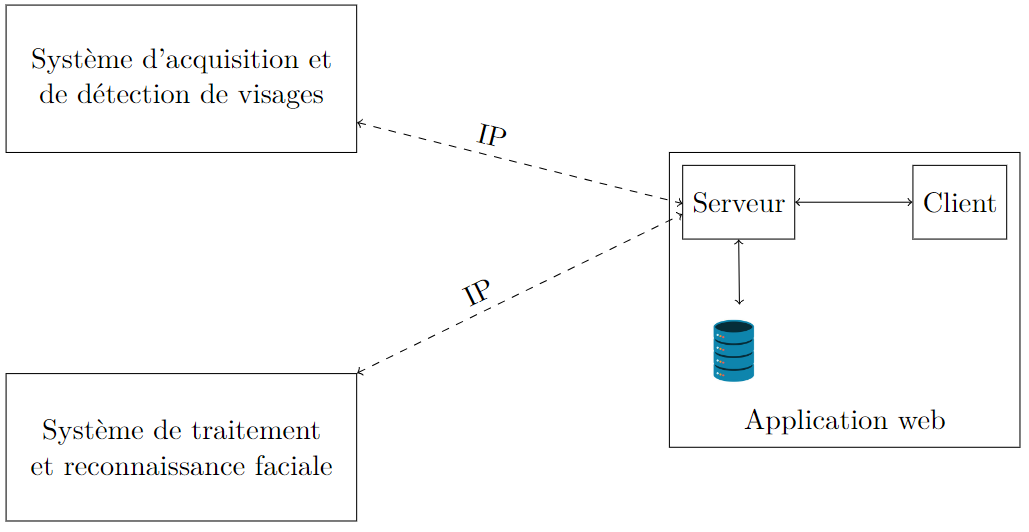 Système d'acquisition et
de détection de visages
IP
Serveur
Client
IP
Application web
Système de traitement
et reconnaissance faciale